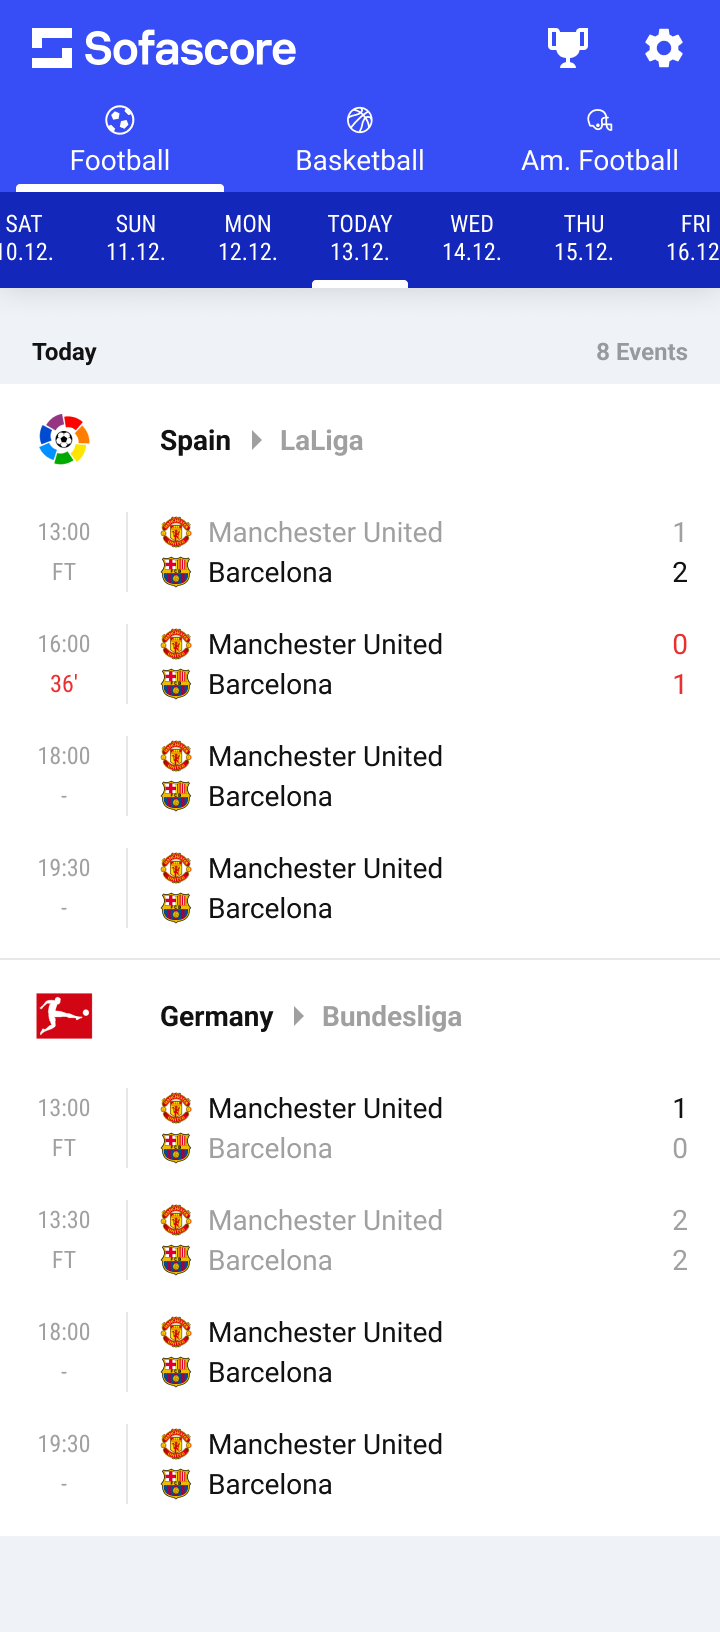 Sofascore
Football Basketball Am. Football
SAT SUN MON TODAY WED THU FRI
10.12. 11.12. 12.12. 13.12. 14.12. 15.12. 16.12
Today 8 Events
Spain LaLiga
13:00 Manchester United 1
FT Barcelona 2
16:00 Manchester United 0
36' Barcelona 1
18:00 Manchester United
- Barcelona
19:30 Manchester United
- Barcelona
Germany Bundesliga
13:00 Manchester United 1
FT Barcelona 0
13:30 Manchester United 2
FT Barcelona 2
18:00 Manchester United
- Barcelona
19:30 Manchester United
- Barcelona